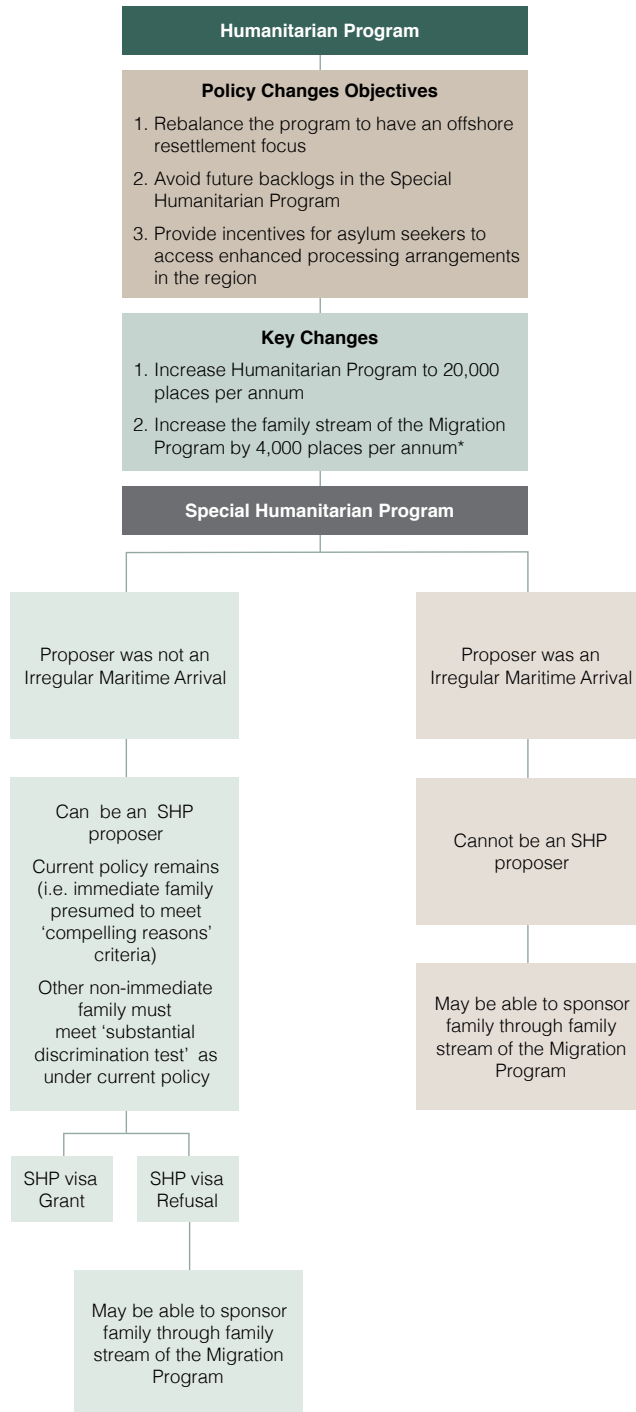 Humanitarian Program
Policy Changes Objectives
1. Rebalance the program to have an offshore
resettlement focus
2. Avoid future backlogs in the Special
Humanitarian Program
3. Provide incentives for asylum seekers to
access enhanced processing arrangements
in the region
Key Changes
1. Increase Humanitarian Program to 20,000
places per annum
2. Increase the family stream of the Migration
Program by 4,000 places per annum*
Special Humanitarian Program
Proposer was not an
Irregular Maritime Arrival
Can be an SHP
proposer
Current policy remains
(i.e. immediate family
presumed to meet
‘compelling reasons’
criteria)
Other non-immediate
family must
meet ‘substantial
discrimination test’ as
under current policy
SHP visa
Grant
SHP visa
Refusal
May be able to sponsor
family through family
stream of the Migration
Program
Proposer was an
Irregular Maritime Arrival
Cannot be an SHP
proposer
May be able to sponsor
family through family
stream of the Migration
Program